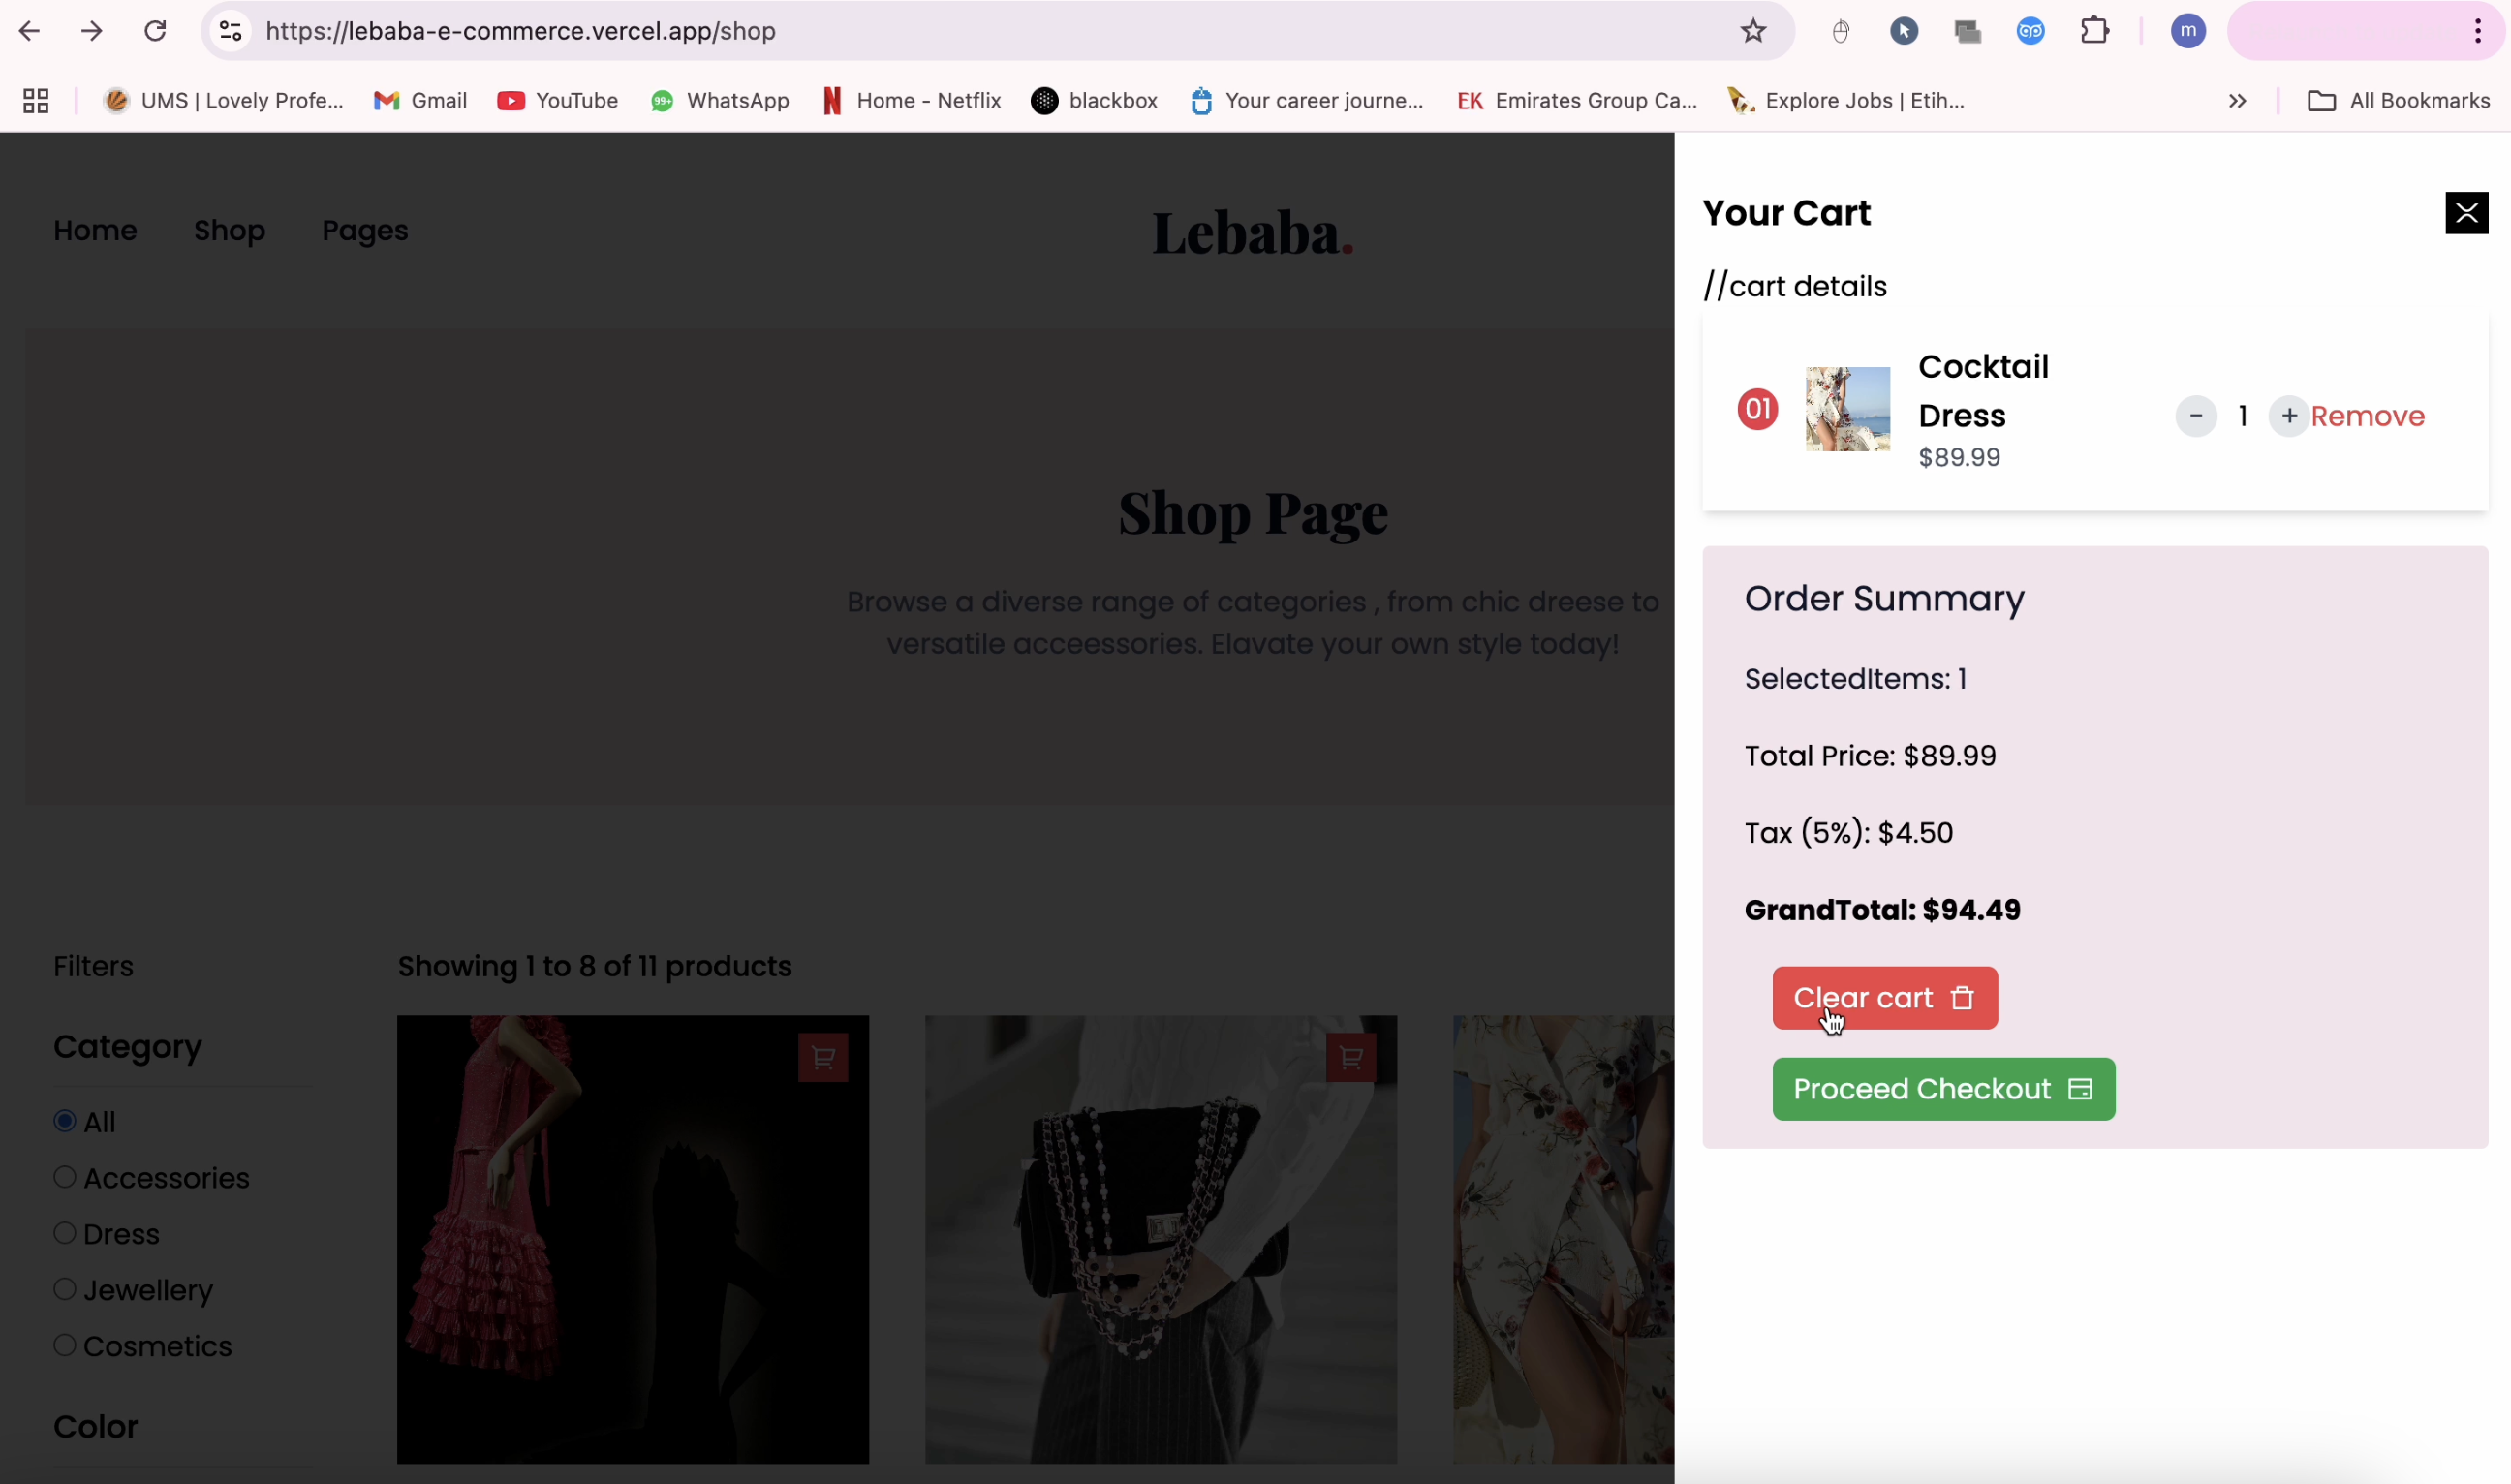 https://lebaba-e-commerce.vercel.app/shop
m
UMS | Lovely Profe...
Gmail
YouTube
99+
WhatsApp
Home - Netflix
blackbox
Your career journe...
EK Emirates Group Ca...
Explore Jobs | Etih...
All Bookmarks
Home
Shop
Pages
Lebaba.
Shop Page
Browse a diverse range of categories , from chic dreese to
versatile acceessories. Elavate your own style today!
Filters
Category
All
Accessories
Dress
Jewellery
Cosmetics
Color
Showing 1 to 8 of 11 products
Your Cart
//cart details
01
Cocktail
Dress
$89.99
- 1 + Remove
Order Summary
SelectedItems: 1
Total Price: $89.99
Tax (5%): $4.50
GrandTotal: $94.49
Clear cart
Proceed Checkout